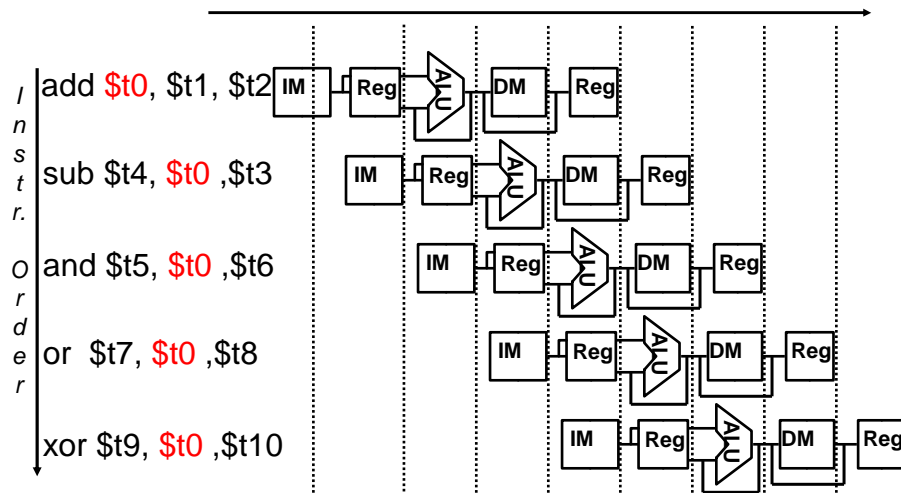 Instr. Order
add $t0, $t1, $t2 IM Reg ALU DM Reg
sub $t4, $t0 ,$t3 IM Reg ALU DM Reg
and $t5, $t0 ,$t6 IM Reg ALU DM Reg
or $t7, $t0 ,$t8 IM Reg ALU DM Reg
xor $t9, $t0 ,$t10 IM Reg ALU DM Reg